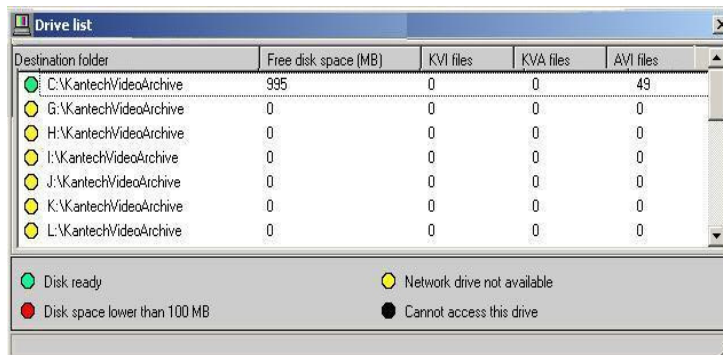 Drive list
Destination folder Free disk space (MB) KVI files KVA files AVI files
C:\KantechVideoArchive 995 0 0 49
G:\KantechVideoArchive 0 0 0 0
H:\KantechVideoArchive 0 0 0 0
I:\KantechVideoArchive 0 0 0 0
J:\KantechVideoArchive 0 0 0 0
K:\KantechVideoArchive 0 0 0 0
L:\KantechVideoArchive 0 0 0 0
Disk ready Network drive not available
Disk space lower than 100 MB Cannot access this drive